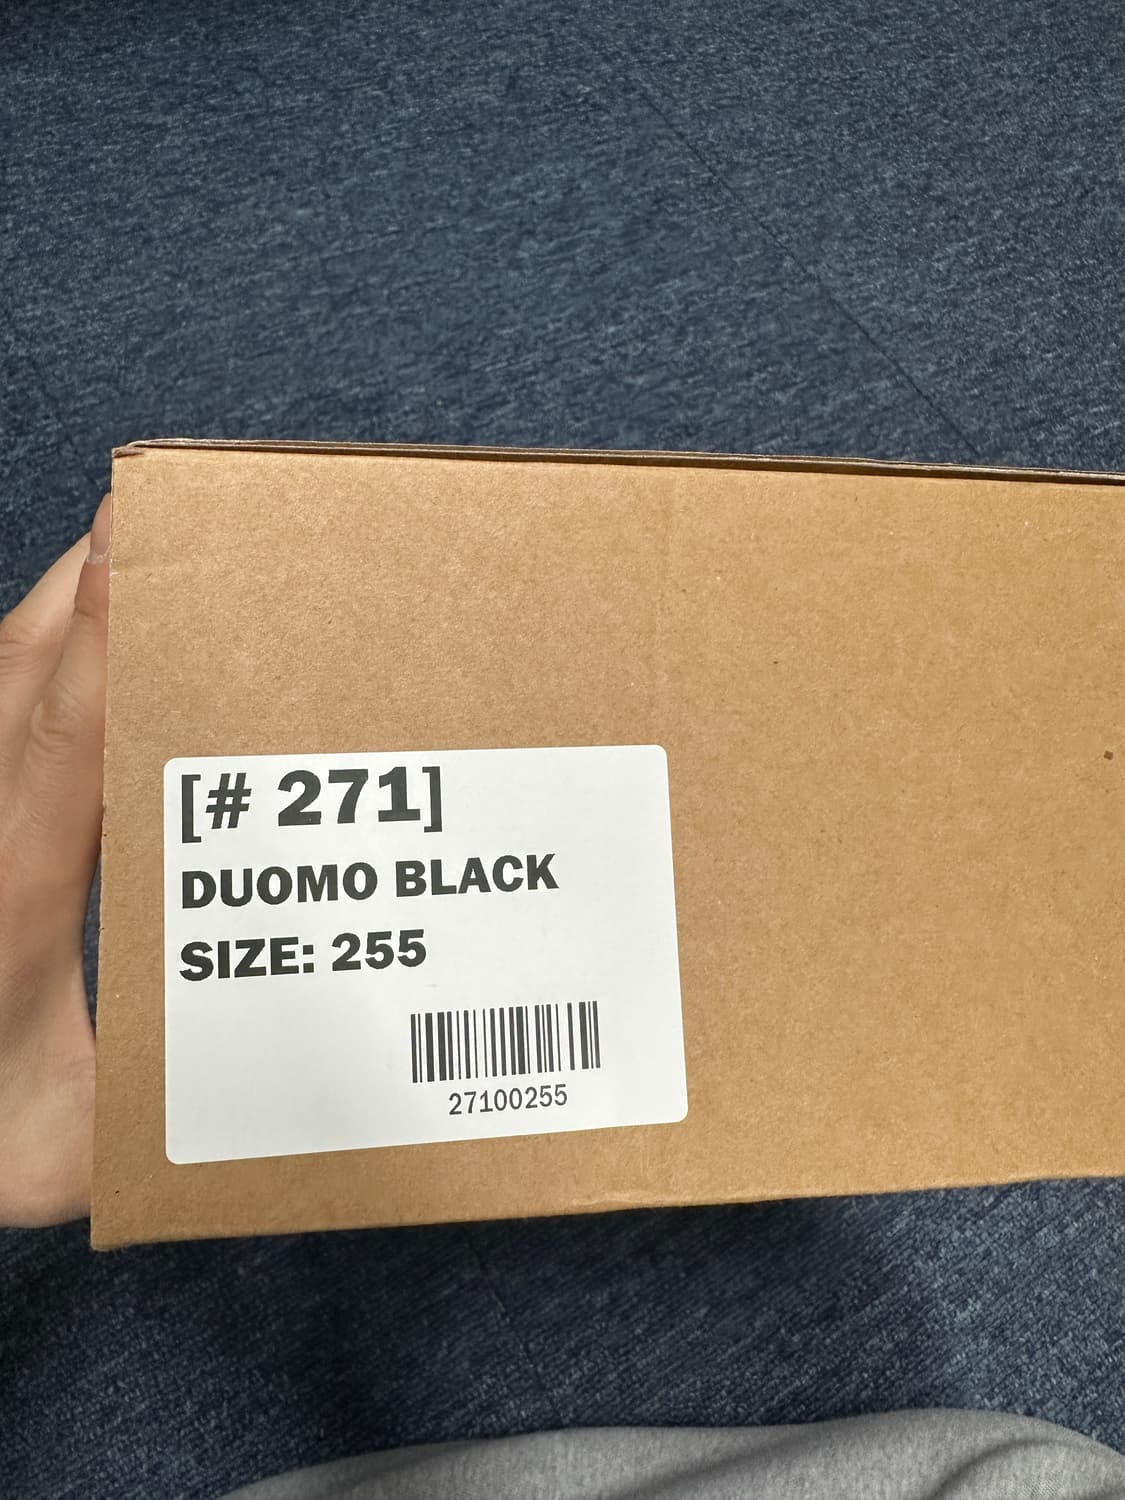 [# 271]
DUOMO BLACK
SIZE: 255
27100255